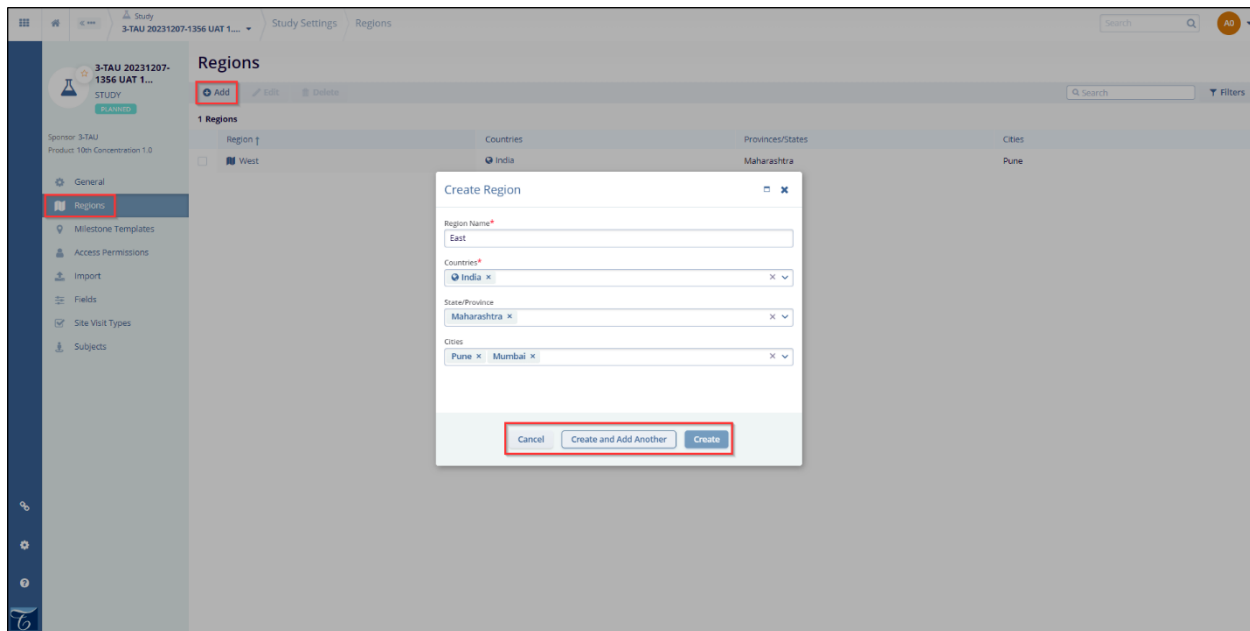 Study
3-TAU 20231207-1356 UAT 1....
Study Settings
Regions
Search
A0
3-TAU 20231207-
1356 UAT 1...
STUDY
PLANNED
Sponsor 3-TAU
Product 10th Concentration 1.0
General
Regions
Milestone Templates
Access Permissions
Import
Fields
Site Visit Types
Subjects
Regions
Add Edit Delete
Search
Filters
1 Regions
Region Countries Provinces/States Cities
West India Maharashtra Pune
Create Region
Region Name*
East
Countries*
India ×
State/Province
Maharashtra ×
Cities
Pune × Mumbai ×
Cancel Create and Add Another Create